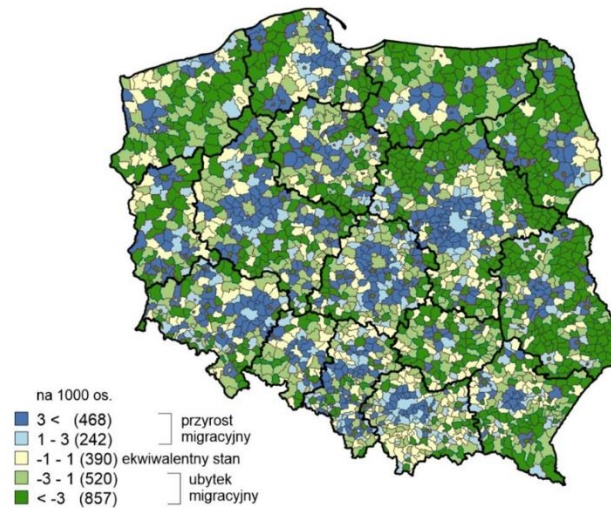 na 1000 os.
3 < (468)
1 - 3 (242)
przyrost
migracyjny
-1 - 1 (390) ekwiwalentny stan
-3 - 1 (520)
< -3 (857)
ubytek
migracyjny